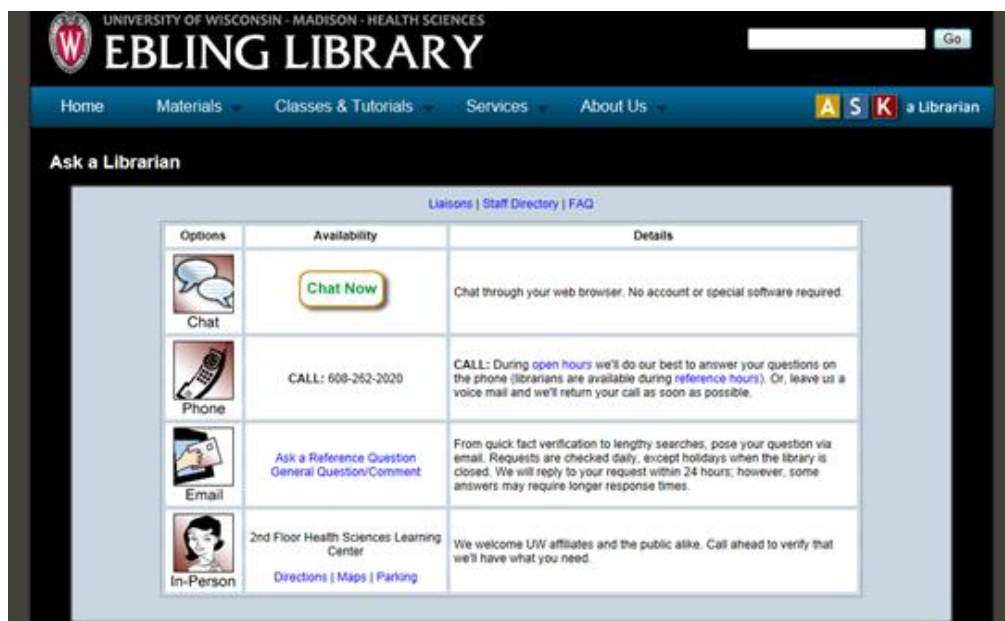 UNIVERSITY OF WISCONSIN - MADISON - HEALTH SCIENCES
W EBLING LIBRARY
Go
Home Materials Classes & Tutorials Services About Us A S K a Librarian
Ask a Librarian
Liaisons | Staff Directory | FAQ
Options Availability Details
Chat Now
Chat through your web browser. No account or special software required.
Chat
CALL: 608-262-2020
CALL: During open hours we'll do our best to answer your questions on
the phone (librarians are available during reference hours). Or, leave us a
voice mail and we'll return your call as soon as possible.
Phone
Ask a Reference Question
General Question/Comment
From quick fact verification to lengthy searches, pose your question via
email. Requests are checked daily, except holidays when the library is
closed. We will reply to your request within 24 hours; however, some
answers may require longer response times.
Email
2nd Floor Health Sciences Learning
Center
Directions | Maps | Parking
We welcome UW affiliates and the public alike. Call ahead to verify that
we'll have what you need.
In-Person